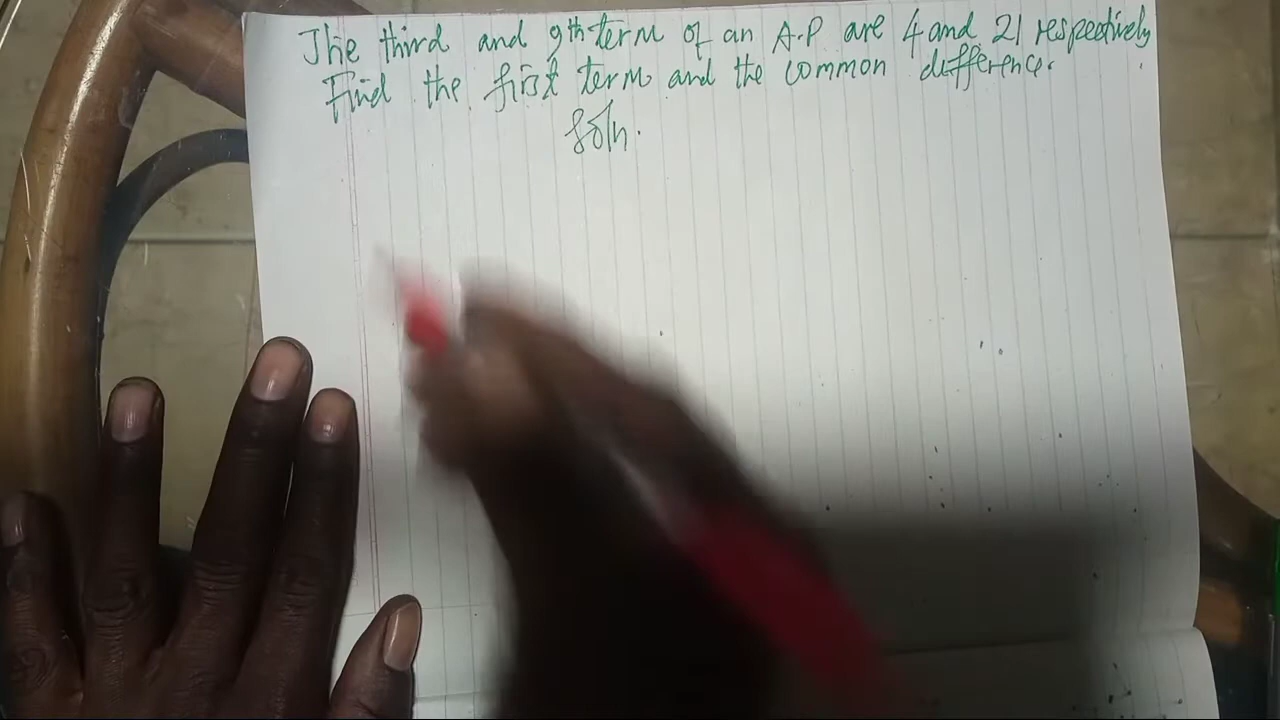 The third and 9th term of an A.P are 4 and 21 respectively
Find the first term and the common difference.
Soln.